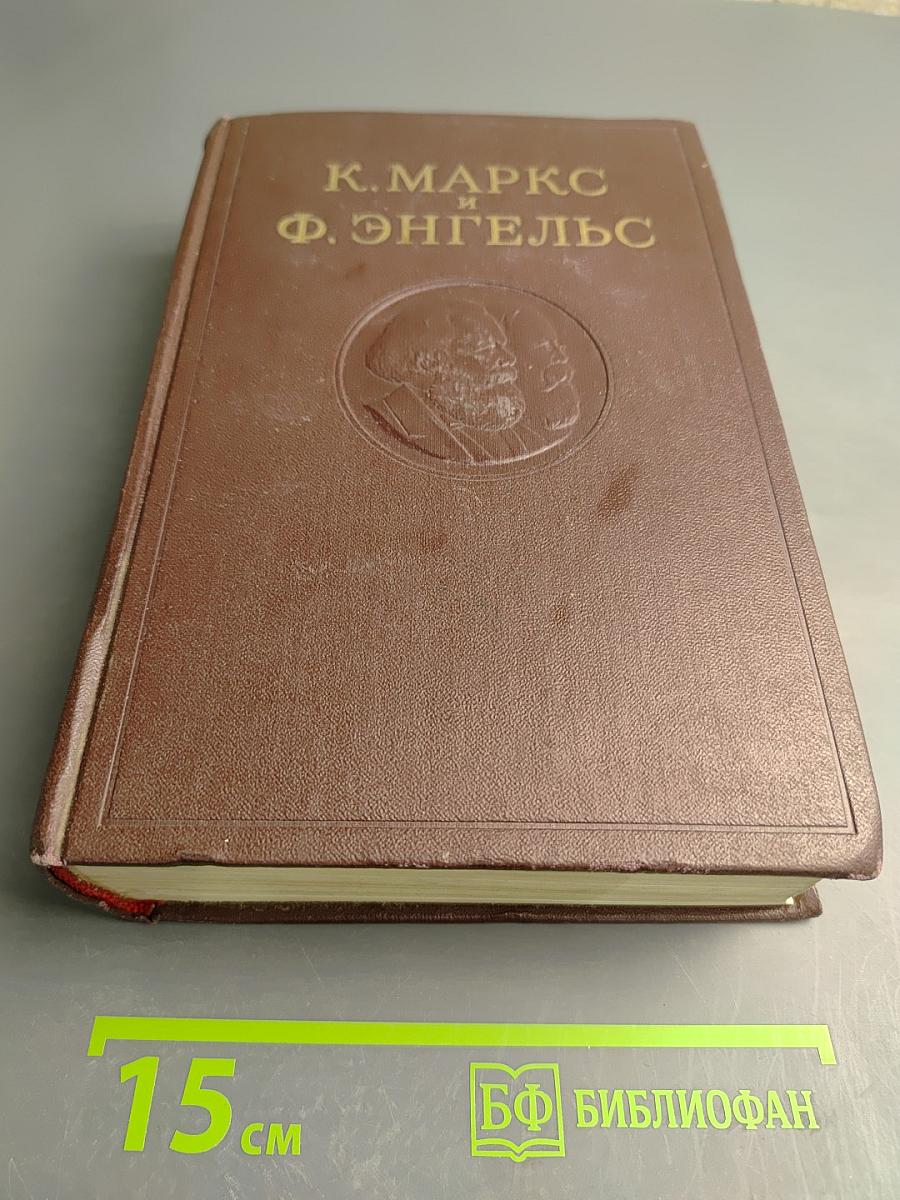 К. МАРКС
и
Ф. ЭНГЕЛЬС
15 см
БФ БИБЛИОФАН